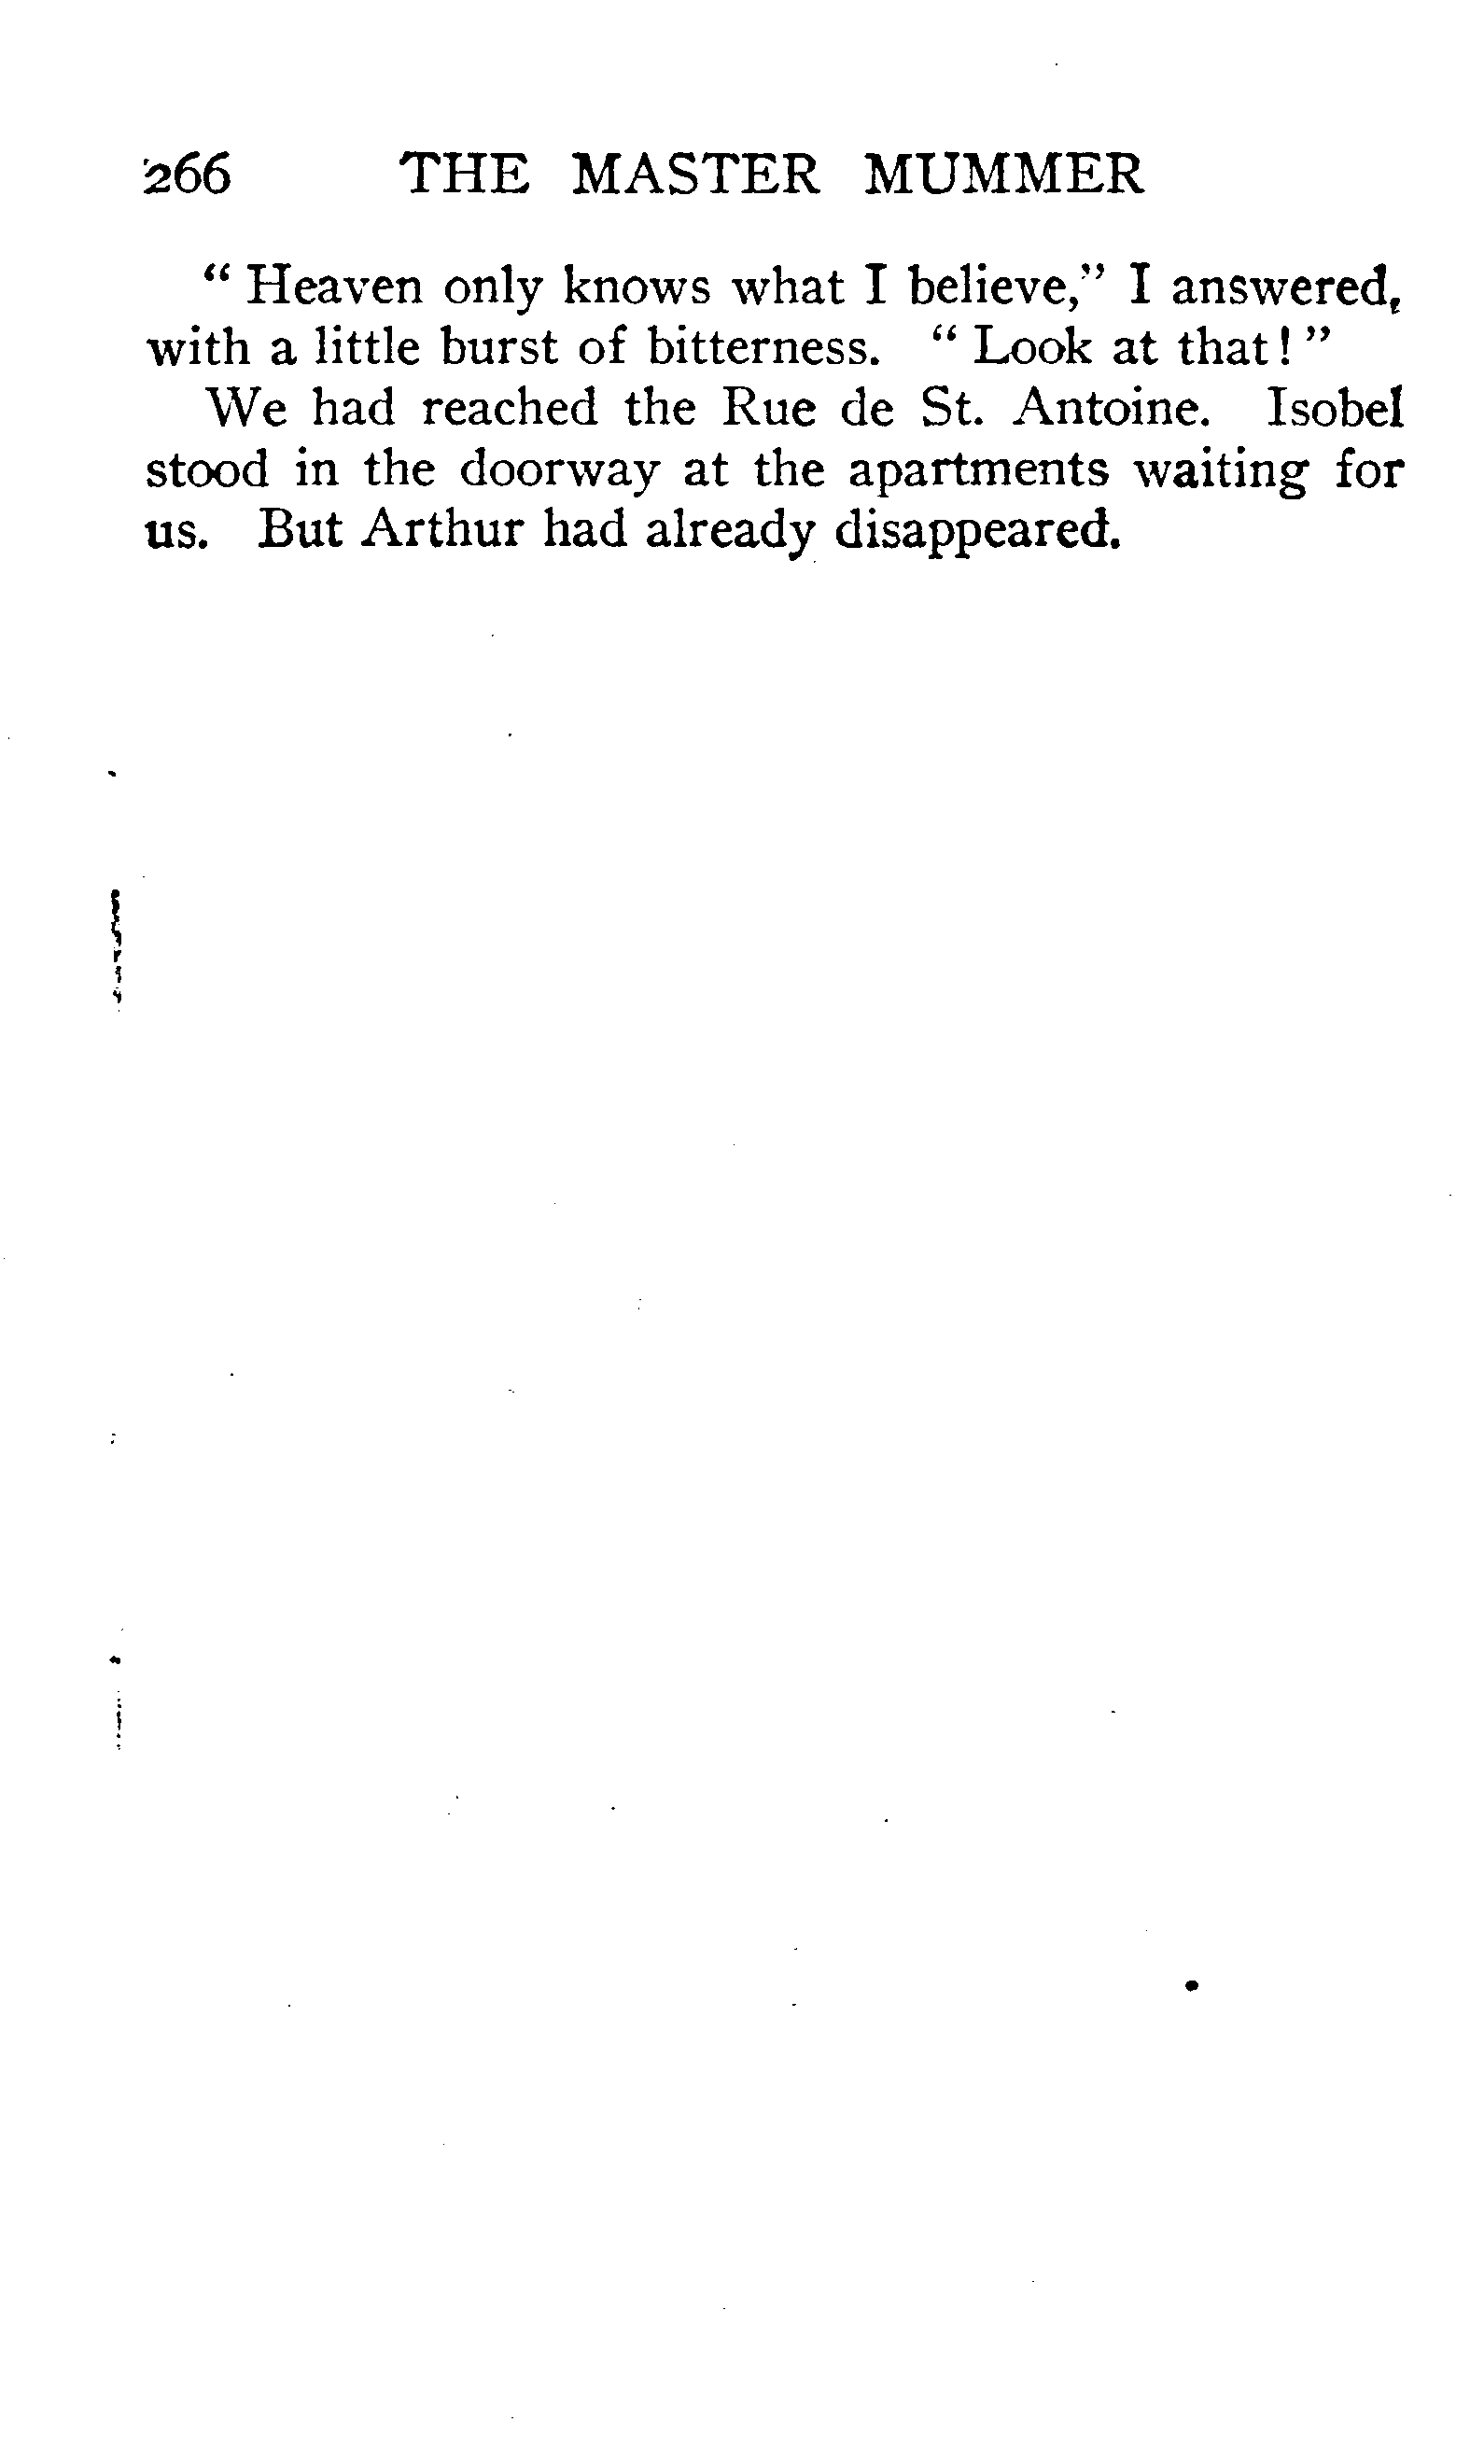 266 THE MASTER MUMMER
“ Heaven only knows what I believe,” I answered,
with a little burst of bitterness. “ Look at that! ”
We had reached the Rue de St. Antoine. Isobel
stood in the doorway at the apartments waiting for
us. But Arthur had already disappeared.